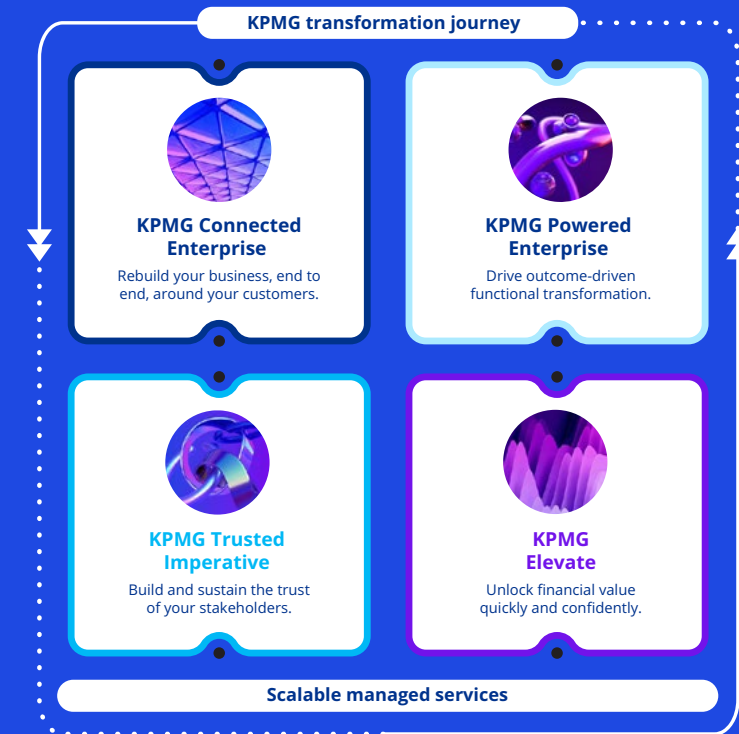 KPMG transformation journey
KPMG Connected
Enterprise
Rebuild your business, end to
end, around your customers.
KPMG Powered
Enterprise
Drive outcome-driven
functional transformation.
KPMG Trusted
Imperative
Build and sustain the trust
of your stakeholders.
KPMG
Elevate
Unlock financial value
quickly and confidently.
Scalable managed services